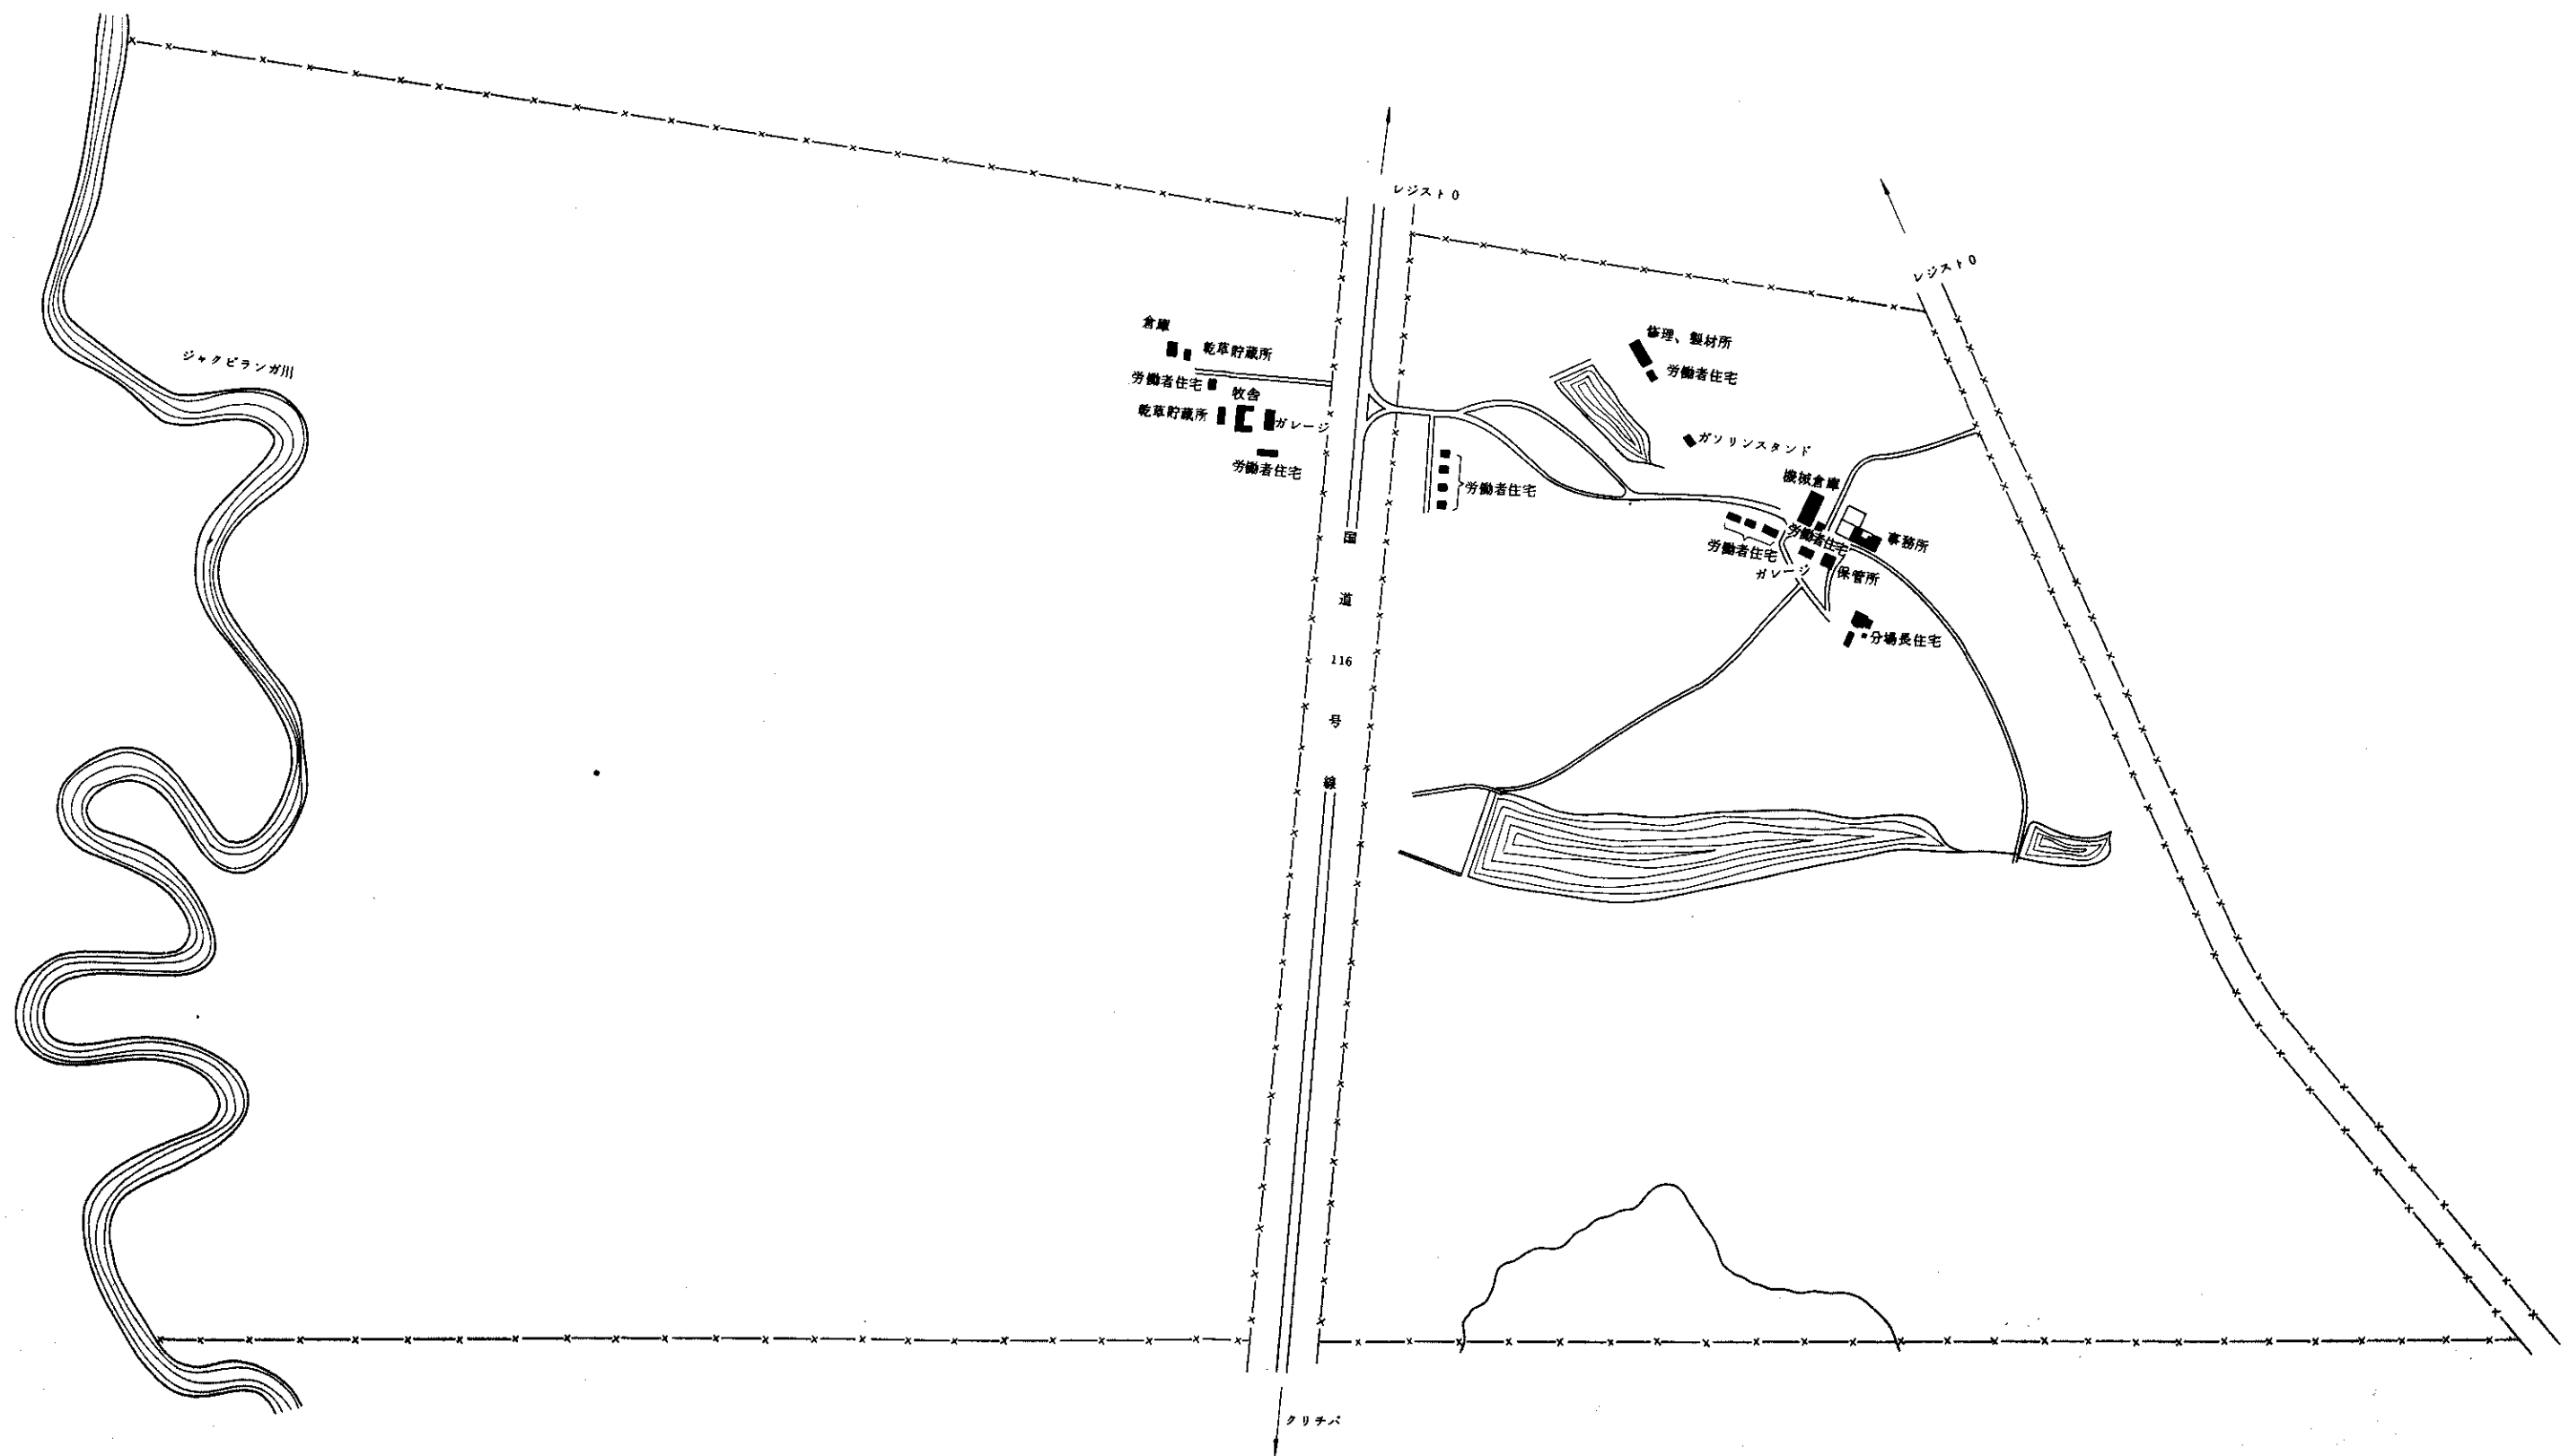 レジスト0
レジスト0
倉庫
乾草貯蔵所
修理、製材所
ジャクピランガ川
労働者住宅
労働者住宅
牧舎
乾草貯蔵所
ガレージ
ガソリンスタンド
労働者住宅
機械倉庫
労働者住宅
国道116号線
労働者住宅
事務所
労働者住宅
ガレージ
保管所
分場長住宅
クリチバ